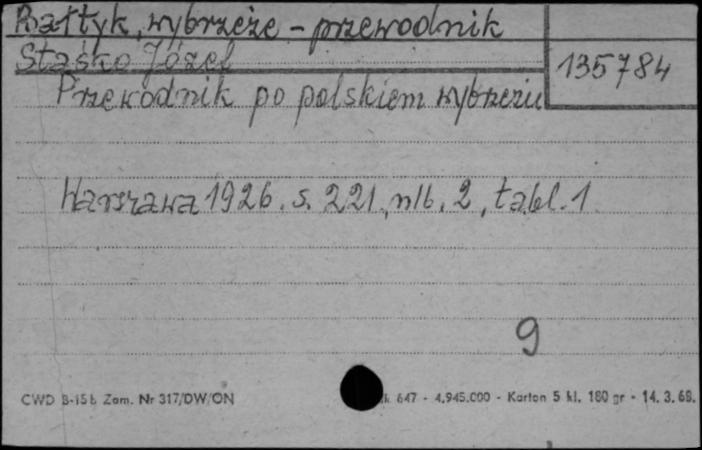 Bałtyk, wybrzeże - przewodnik
Staśko Józef
135784
Przewodnik po polskiem wybrzeżu
Warszawa 1926. s. 221, nlb. 2, tabl. 1
9
CWD B-15b Zam. Nr 317/DW/ON
647 - 4.945.000 - Karton 5 kl. 180 gr - 14. 3. 68.